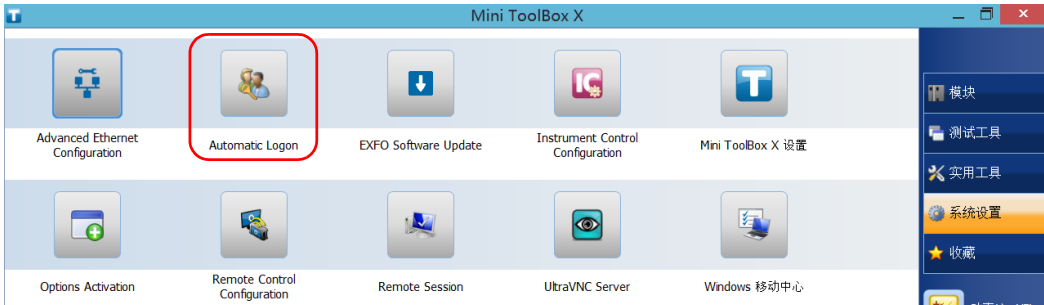 Mini ToolBox X
Advanced Ethernet
Configuration
Automatic Logon
EXFO Software Update
Instrument Control
Configuration
Mini ToolBox X 设置
Options Activation
Remote Control
Configuration
Remote Session
UltraVNC Server
Windows 移动中心
模块
测试工具
实用工具
系统设置
收藏